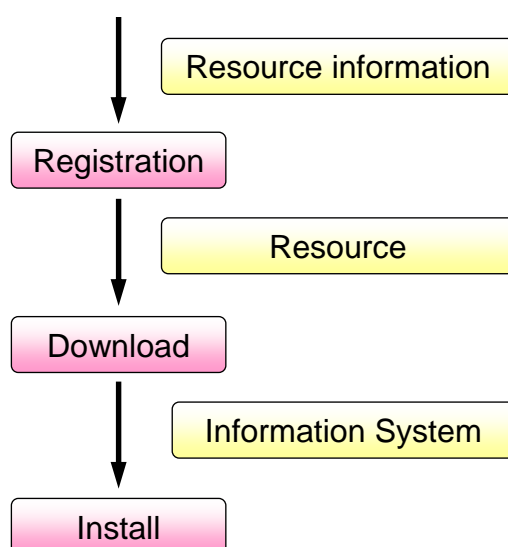 Resource information
Registration
Resource
Download
Information System
Install